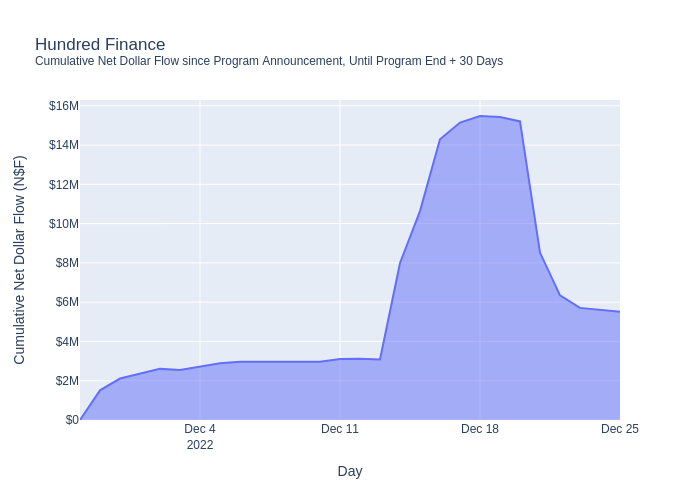 Hundred Finance
Cumulative Net Dollar Flow since Program Announcement, Until Program End + 30 Days
Cumulative Net Dollar Flow (N$F)
$16M
$14M
$12M
$10M
$8M
$6M
$4M
$2M
$0
Dec 4
2022
Dec 11
Dec 18
Dec 25
Day